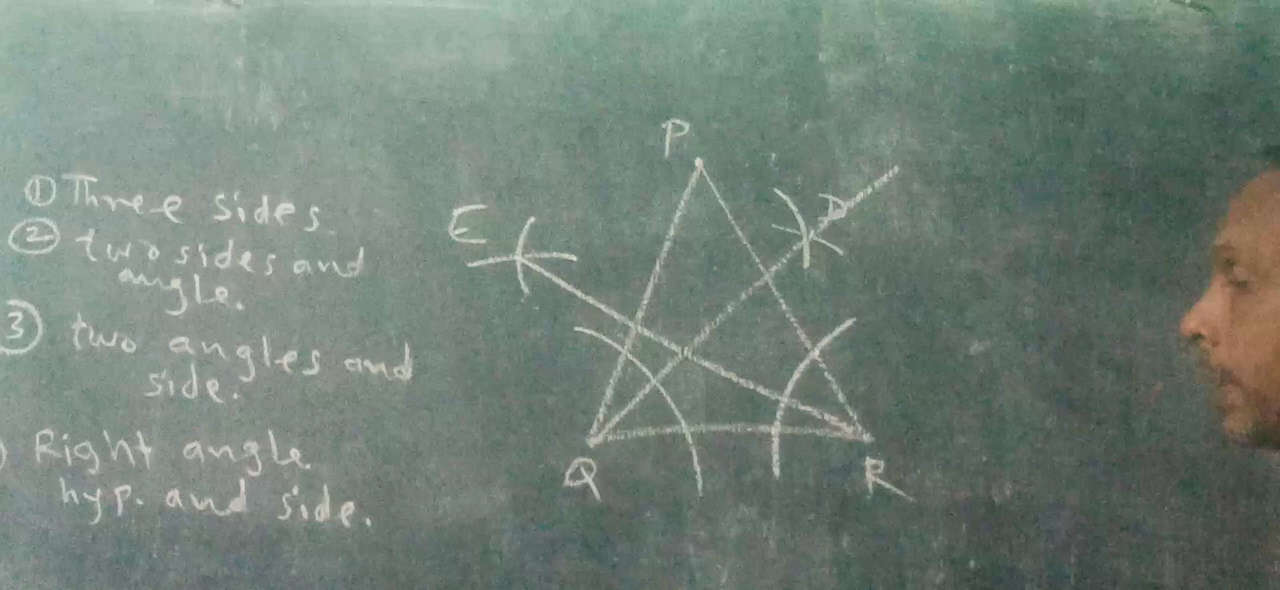 ① Three sides.
② two sides and
angle.
③ two angles and
side.
) Right angle
hyp. and side.
P
D
E
Q
R